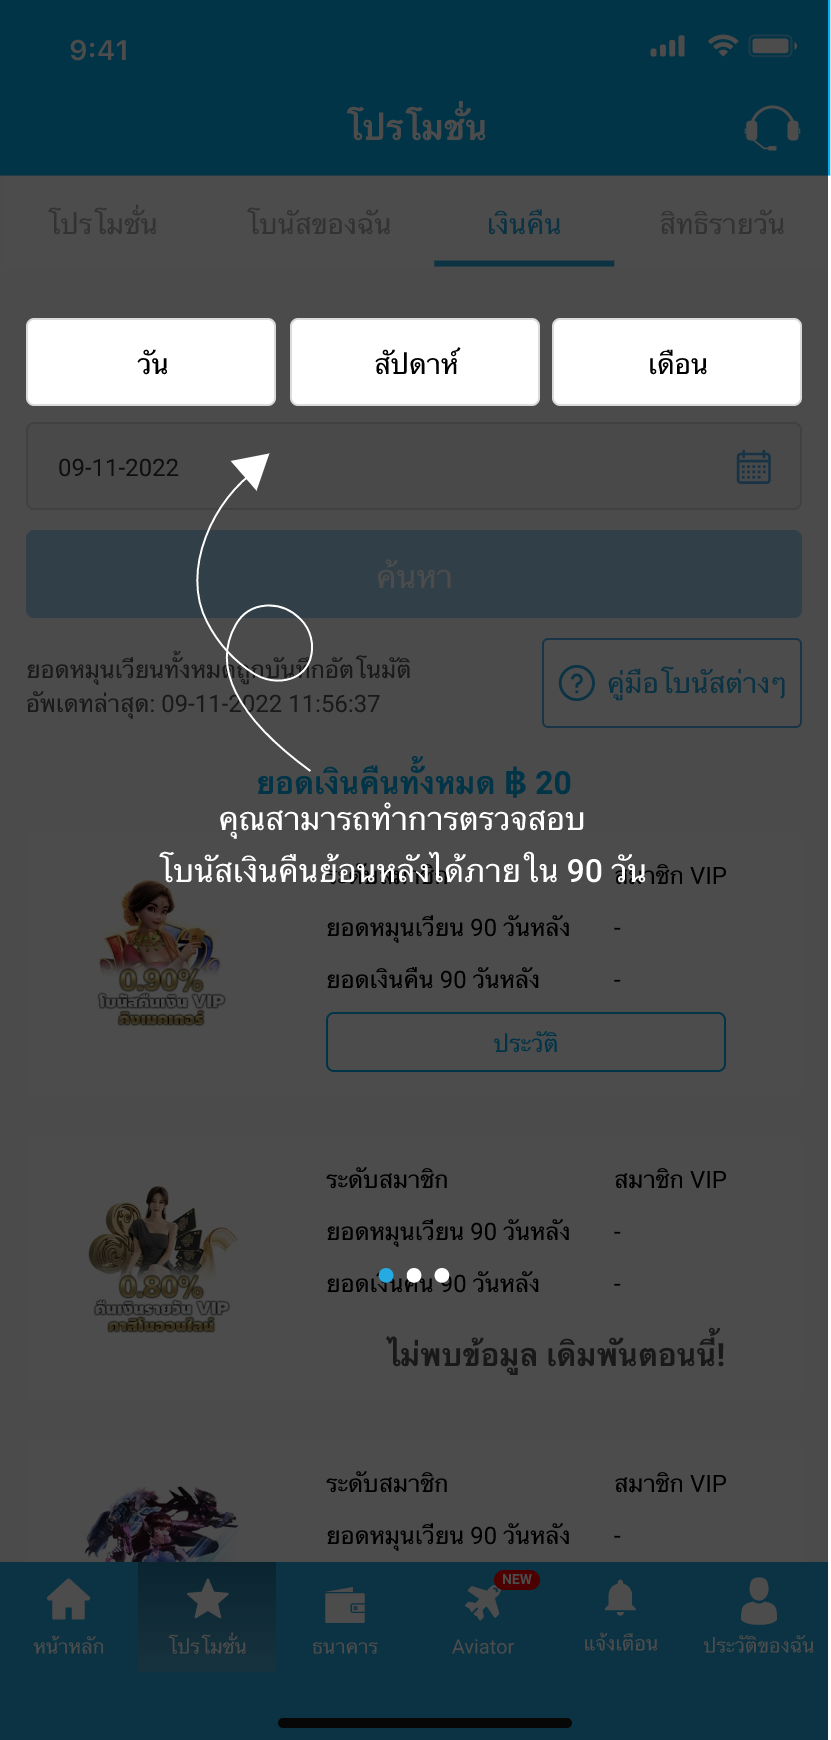 9:41
โปรโมชั่น
โปรโมชั่น โบนัสของฉัน เงินคืน สิทธิรายวัน
วัน สัปดาห์ เดือน
09-11-2022
ค้นหา
ยอดหมุนเวียนทั้งหมดถูกบันทึกอัตโนมัติ
อัพเดทล่าสุด: 09-11-2022 11:56:37
? คู่มือโบนัสต่างๆ
ยอดเงินคืนทั้งหมด ฿ 20
คุณสามารถทำการตรวจสอบ
โบนัสเงินคืนย้อนหลังได้ภายใน 90 วัน
ระดับสมาชิก สมาชิก VIP
ยอดหมุนเวียน 90 วันหลัง -
ยอดเงินคืน 90 วันหลัง -
0.90%
โบนัสคืนเงิน VIP
คิงเมคเกอร์
ประวัติ
ระดับสมาชิก สมาชิก VIP
ยอดหมุนเวียน 90 วันหลัง -
ยอดเงินคืน 90 วันหลัง -
0.80%
คืนเงินรายวัน VIP
คาสิโนออนไลน์
ไม่พบข้อมูล เดิมพันตอนนี้!
ระดับสมาชิก สมาชิก VIP
ยอดหมุนเวียน 90 วันหลัง -
NEW
หน้าหลัก โปรโมชั่น ธนาคาร Aviator แจ้งเตือน ประวัติของฉัน